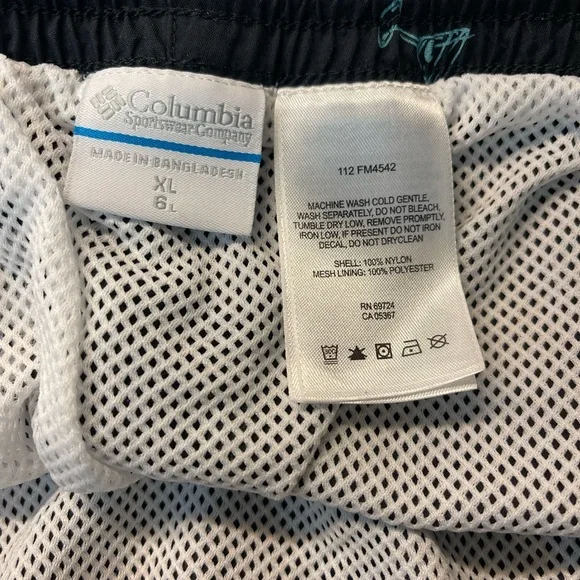 Columbia
Sportswear Company
MADE IN BANGLADESH
XL
6L
112 FM4542
MACHINE WASH COLD GENTLE,
WASH SEPARATELY, DO NOT BLEACH,
TUMBLE DRY LOW, REMOVE PROMPTLY,
IRON LOW, IF PRESENT DO NOT IRON
DECAL, DO NOT DRYCLEAN
SHELL: 100% NYLON
MESH LINING: 100% POLYESTER
RN 69724
CA 05367